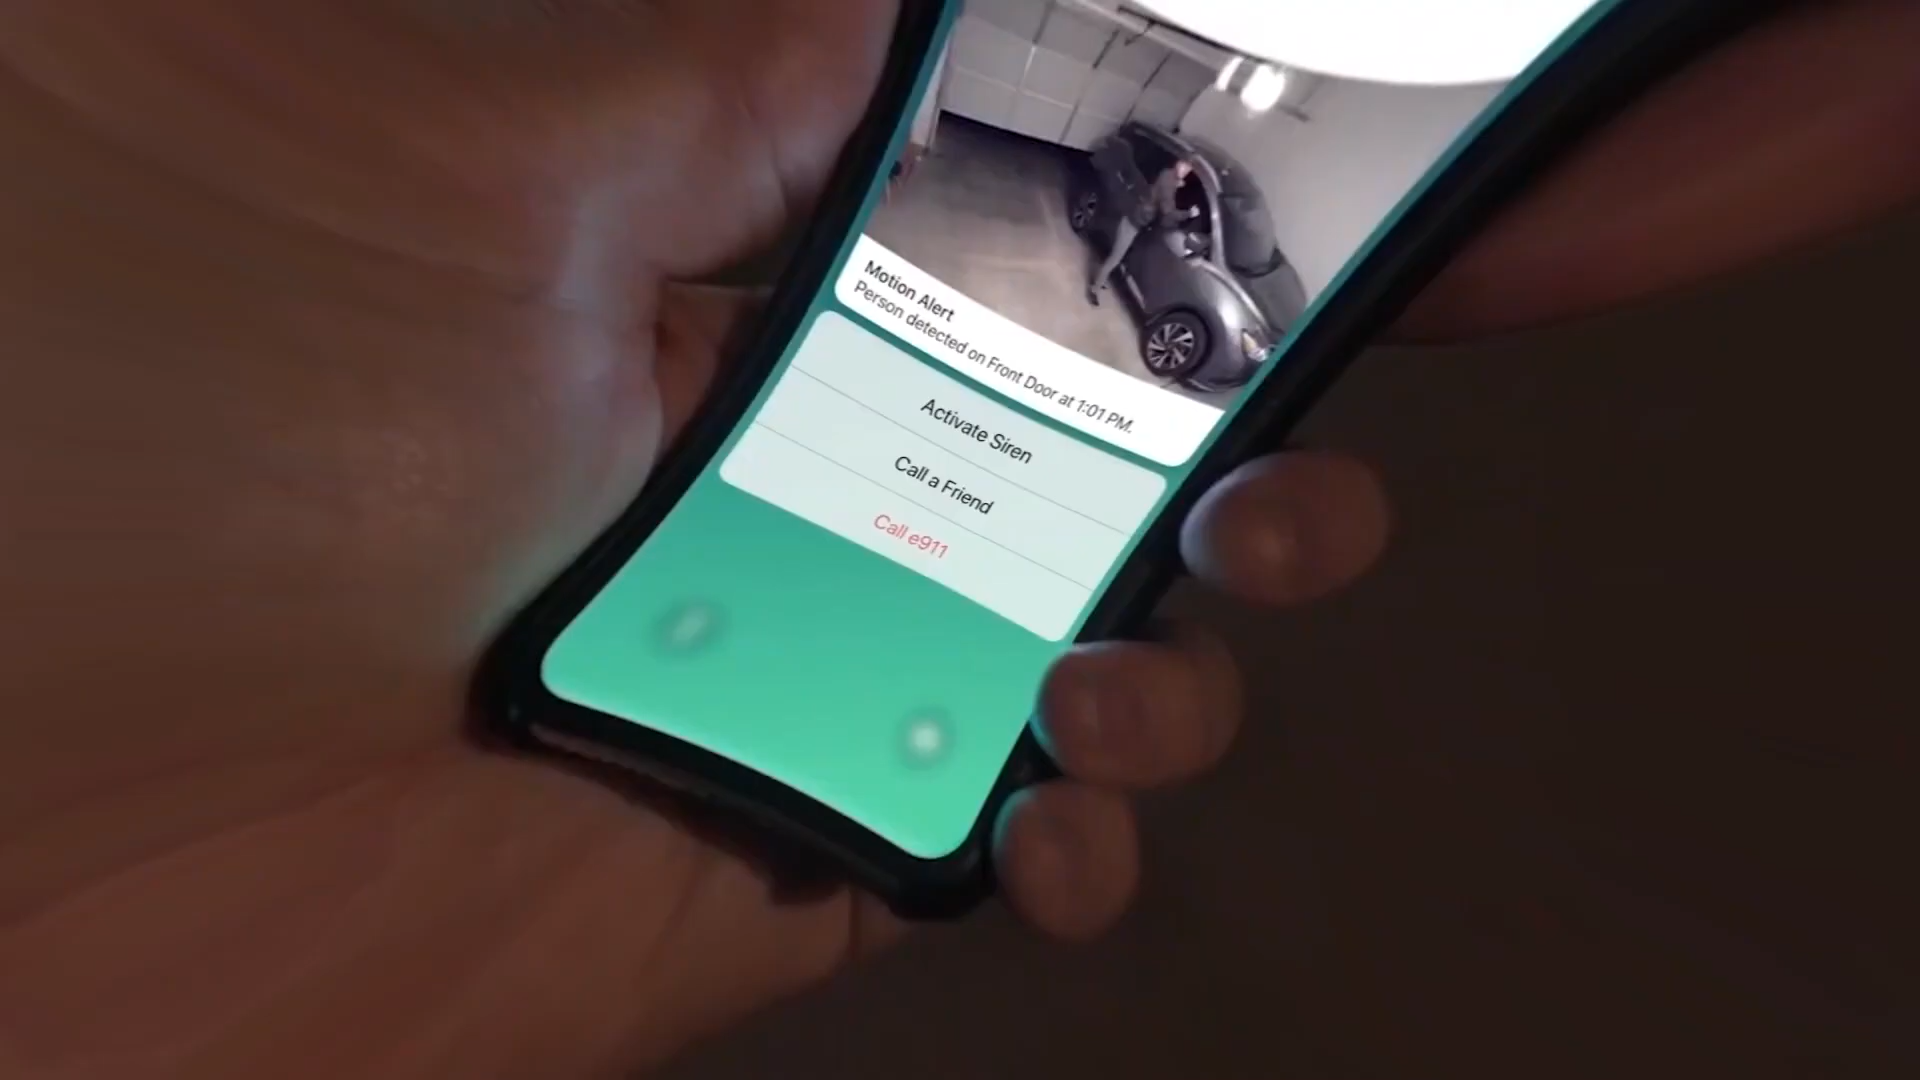 Motion Alert
Person detected on Front Door at 1:01 PM.
Activate Siren
Call a Friend
Call e911